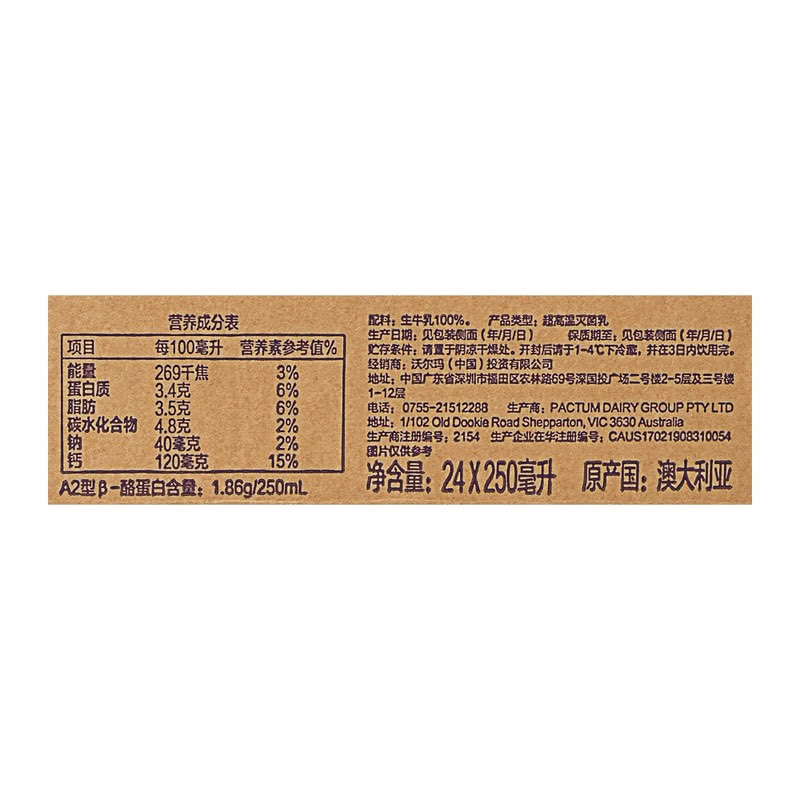 营养成分表
项目 每100毫升 营养素参考值%
能量 269千焦 3%
蛋白质 3.4克 6%
脂肪 3.5克 6%
碳水化合物 4.8克 2%
钠 40毫克 2%
钙 120毫克 15%
A2型β-酪蛋白含量：1.86g/250mL
配料：生牛乳100%。 产品类型：超高温灭菌乳
生产日期：见包装侧面（年/月/日） 保质期至：见包装侧面（年/月/日）
贮存条件：请置于阴凉干燥处。开封后请于1-4℃下冷藏，并在3日内饮用完。
经销商：沃尔玛（中国）投资有限公司
地址：中国广东省深圳市福田区农林路69号深国投广场二号楼2-5层及三号楼
1-12层
电话：0755-21512288 生产商：PACTUM DAIRY GROUP PTY LTD
地址：1/102 Old Dookie Road Shepparton, VIC 3630 Australia
生产商注册编号：2154 生产企业在华注册编号：CAUS17021908310054
图片仅供参考
净含量：24X250毫升 原产国：澳大利亚